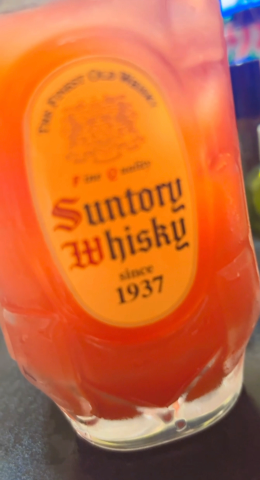 THE FINEST OLD WHISKY
Fine Quality
Suntory
Whisky
since
1937